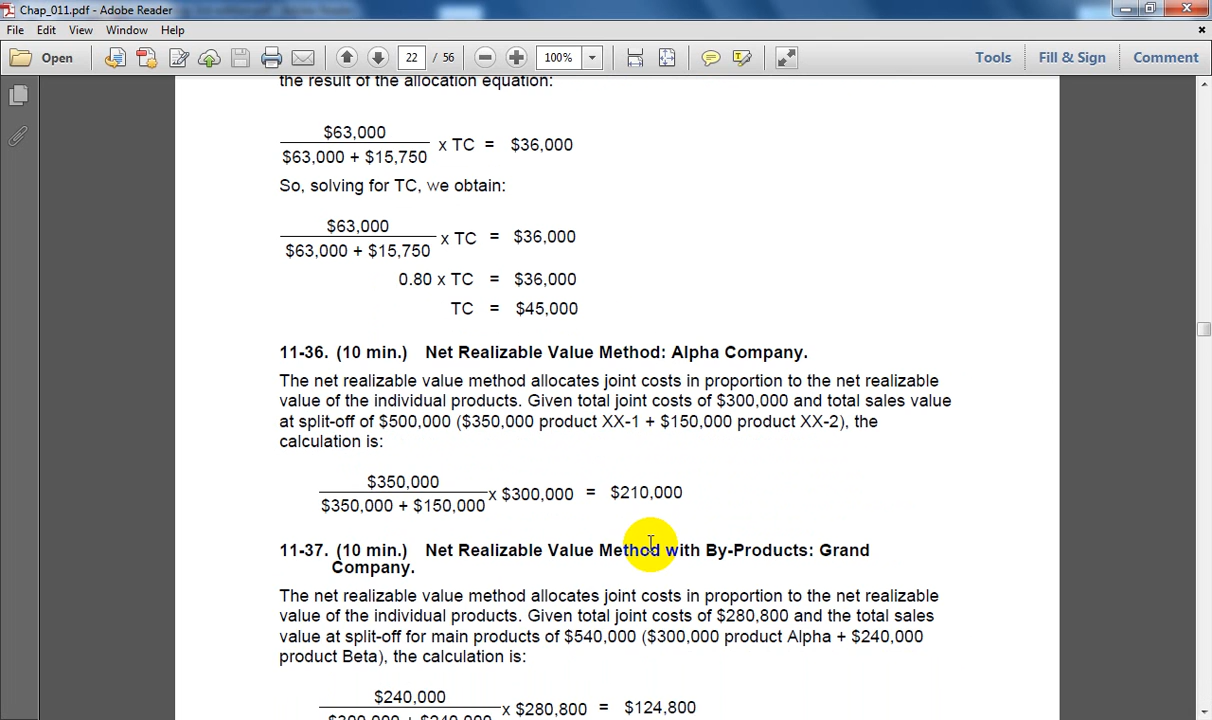 Chap_011.pdf - Adobe Reader
File Edit View Window Help
Open 22 / 56 100% Tools Fill & Sign Comment
the result of the allocation equation:
$63,000
x TC = $36,000
$63,000 + $15,750
So, solving for TC, we obtain:
$63,000
x TC = $36,000
$63,000 + $15,750
0.80 x TC = $36,000
TC = $45,000
11-36. (10 min.) Net Realizable Value Method: Alpha Company.
The net realizable value method allocates joint costs in proportion to the net realizable
value of the individual products. Given total joint costs of $300,000 and total sales value
at split-off of $500,000 ($350,000 product XX-1 + $150,000 product XX-2), the
calculation is:
$350,000
x $300,000 = $210,000
$350,000 + $150,000
11-37. (10 min.) Net Realizable Value Method with By-Products: Grand
Company.
The net realizable value method allocates joint costs in proportion to the net realizable
value of the individual products. Given total joint costs of $280,800 and the total sales
value at split-off for main products of $540,000 ($300,000 product Alpha + $240,000
product Beta), the calculation is:
$240,000
x $280,800 = $124,800
$300,000 + $240,000